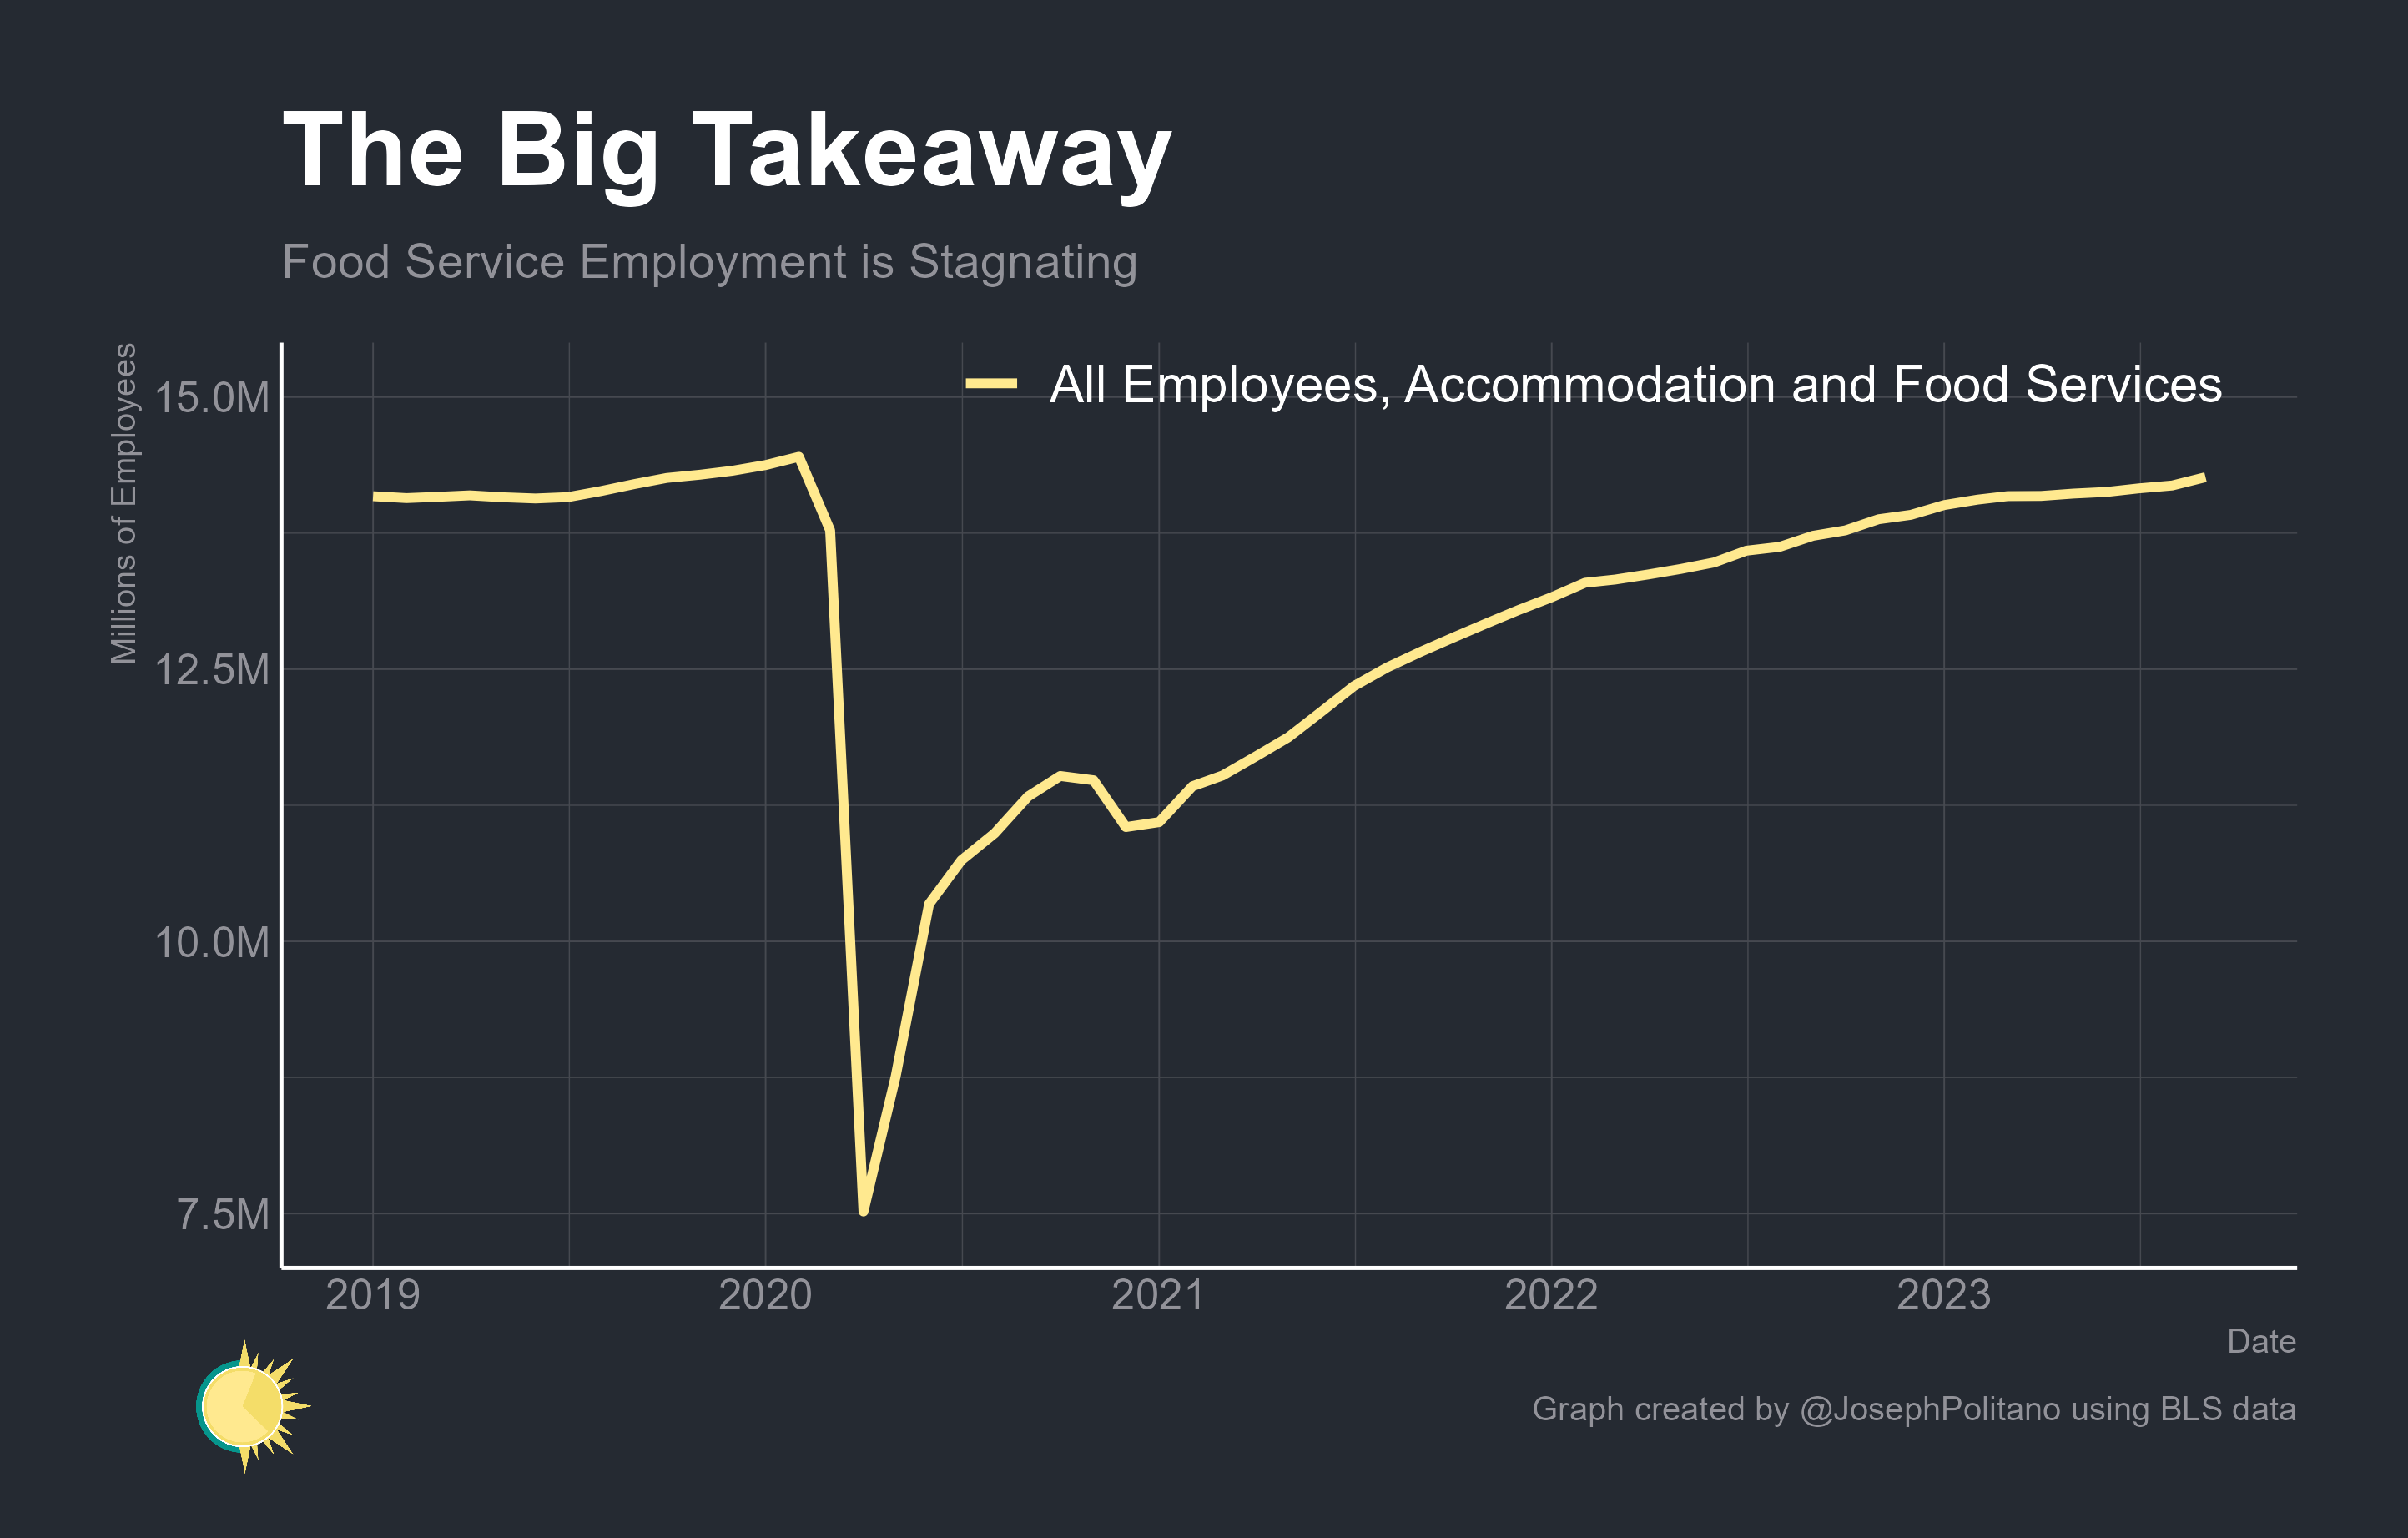 The Big Takeaway
Food Service Employment is Stagnating
Millions of Employees
All Employees, Accommodation and Food Services
15.0M
12.5M
10.0M
7.5M
2019 2020 2021 2022 2023
Date
Graph created by @JosephPolitano using BLS data